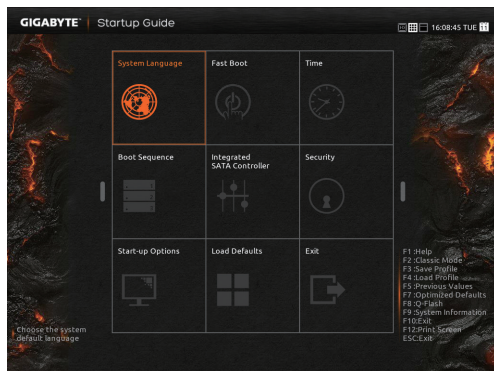 GIGABYTE™ Startup Guide
16:08:45 TUE 11
System Language
Fast Boot
Time
Boot Sequence
Integrated
SATA Controller
Security
Start-up Options
Load Defaults
Exit
F1 :Help
F2 :Classic Mode
F3 :Save Profile
F4 :Load Profile
F5 :Previous Values
F7 :Optimized Defaults
F8 :Q-Flash
F9 :System Information
F10:Exit
F12:Print Screen
ESC:Exit
Choose the system
default language